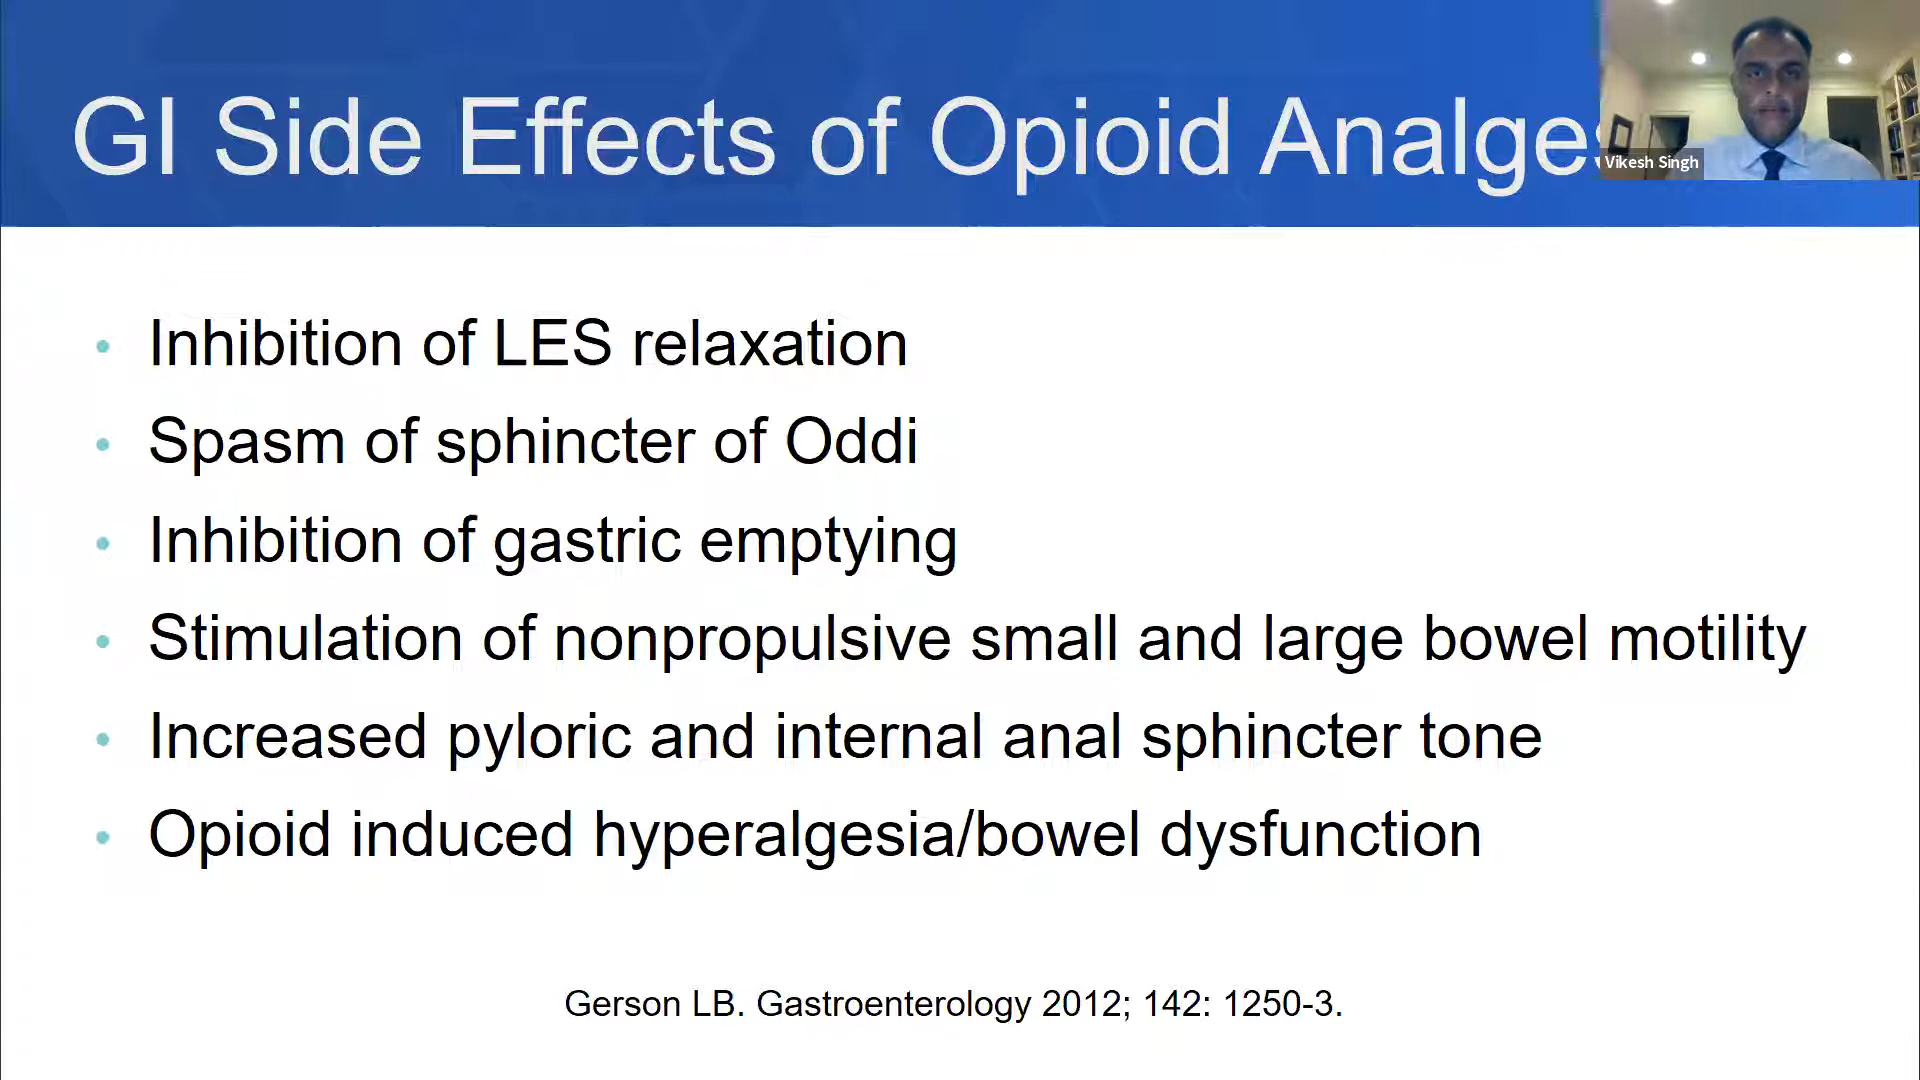 GI Side Effects of Opioid
Vikesh Singh
• Inhibition of LES relaxation
• Spasm of sphincter of Oddi
• Inhibition of gastric emptying
• Stimulation of nonpropulsive small and large bowel motility
• Increased pyloric and internal anal sphincter tone
• Opioid induced hyperalgesia/bowel dysfunction
Gerson LB. Gastroenterology 2012; 142: 1250-3.